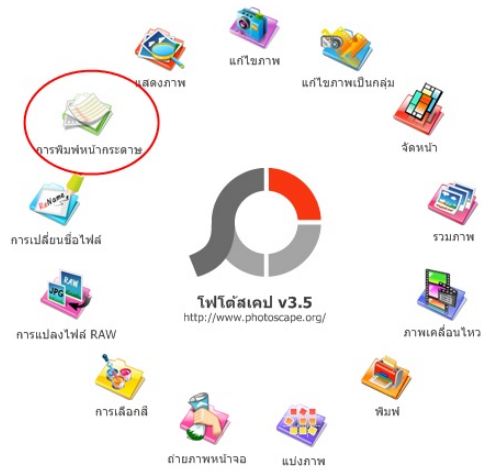 แก้ไขภาพ
แสดงภาพ
แก้ไขภาพเป็นกลุ่ม
การพิมพ์หน้ากระดาษ
จัดหน้า
ReName
การเปลี่ยนชื่อไฟล์
รวมภาพ
RAW
JPG
โฟโต้สเคป v3.5
http://www.photoscape.org/
การแปลงไฟล์ RAW
ภาพเคลื่อนไหว
การเลือกสี
พิมพ์
ถ่ายภาพหน้าจอ
แบ่งภาพ